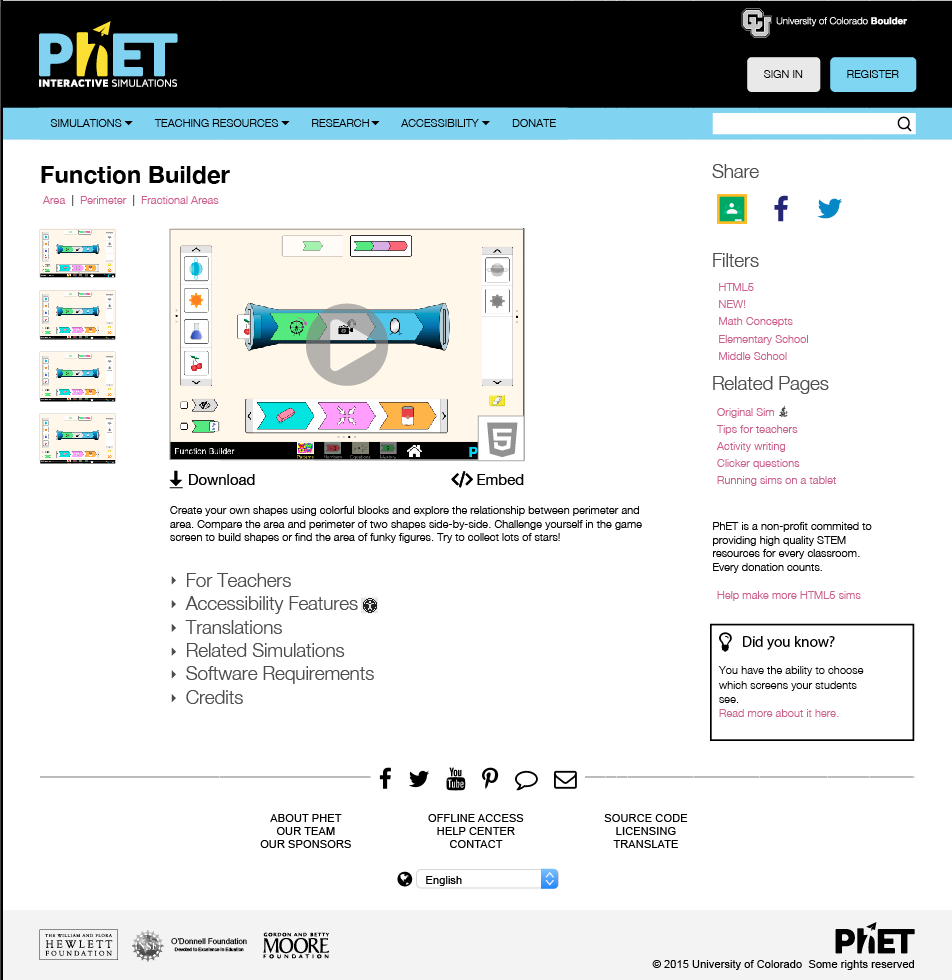 University of Colorado Boulder
PhET
INTERACTIVE SIMULATIONS
SIGN IN
REGISTER
SIMULATIONS
TEACHING RESOURCES
RESEARCH
ACCESSIBILITY
DONATE
Function Builder
Area | Perimeter | Fractional Areas
Function Builder
Download
Embed
Create your own shapes using colorful blocks and explore the relationship between perimeter and
area. Compare the area and perimeter of two shapes side-by-side. Challenge yourself in the game
screen to build shapes or find the area of funky figures. Try to collect lots of stars!
For Teachers
Accessibility Features
Translations
Related Simulations
Software Requirements
Credits
Share
Filters
HTML5
NEW!
Math Concepts
Elementary School
Middle School
Related Pages
Original Sim
Tips for teachers
Activity writing
Clicker questions
Running sims on a tablet
PhET is a non-profit commited to
providing high quality STEM
resources for every classroom.
Every donation counts.
Help make more HTML5 sims
Did you know?
You have the ability to choose
which screens your students
see.
Read more about it here.
You
Tube
ABOUT PHET
OUR TEAM
OUR SPONSORS
OFFLINE ACCESS
HELP CENTER
CONTACT
SOURCE CODE
LICENSING
TRANSLATE
English
THE WILLIAM AND FLORA
HEWLETT
FOUNDATION
NSF
O'Donnell Foundation
GORDON AND BETTY
MOORE
FOUNDATION
PhET
© 2015 University of Colorado Some rights reserved